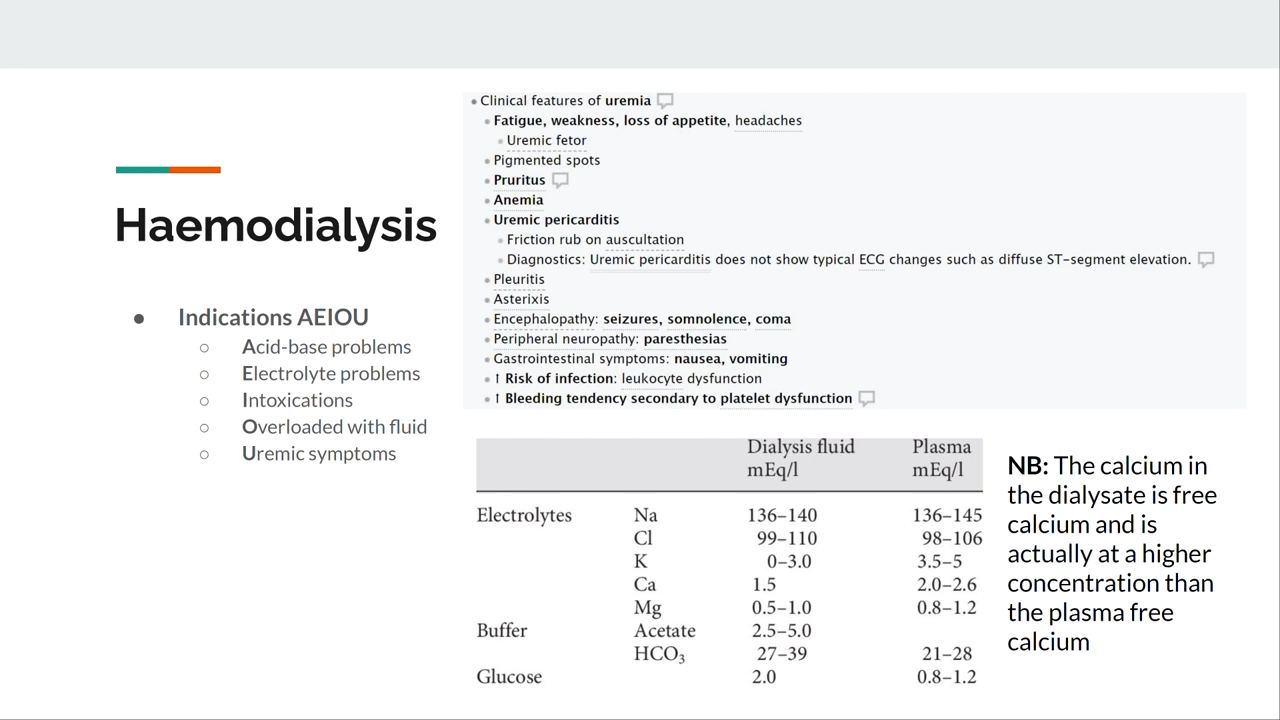 Haemodialysis
● Indications AEIOU
○ Acid-base problems
○ Electrolyte problems
○ Intoxications
○ Overloaded with fluid
○ Uremic symptoms
• Clinical features of uremia
• Fatigue, weakness, loss of appetite, headaches
• Uremic fetor
• Pigmented spots
• Pruritus
• Anemia
• Uremic pericarditis
• Friction rub on auscultation
• Diagnostics: Uremic pericarditis does not show typical ECG changes such as diffuse ST-segment elevation.
• Pleuritis
• Asterixis
• Encephalopathy: seizures, somnolence, coma
• Peripheral neuropathy: paresthesias
• Gastrointestinal symptoms: nausea, vomiting
• ↑ Risk of infection: leukocyte dysfunction
• ↑ Bleeding tendency secondary to platelet dysfunction
Dialysis fluid Plasma
mEq/l mEq/l
Electrolytes Na 136–140 136–145
Cl 99–110 98–106
K 0–3.0 3.5–5
Ca 1.5 2.0–2.6
Mg 0.5–1.0 0.8–1.2
Buffer Acetate 2.5–5.0
HCO₃ 27–39 21–28
Glucose 2.0 0.8–1.2
NB: The calcium in
the dialysate is free
calcium and is
actually at a higher
concentration than
the plasma free
calcium